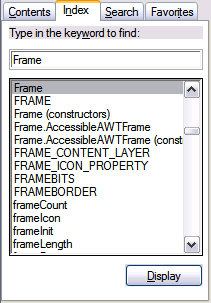 Contents Index Search Favorites
Type in the keyword to find:
Frame
Frame
FRAME
Frame (constructors)
Frame.AccessibleAWTFrame
Frame.AccessibleAWTFrame (const
FRAME_CONTENT_LAYER
FRAME_ICON_PROPERTY
FRAMEBITS
FRAMEBORDER
frameCount
frameIcon
frameInit
frameLength
Display